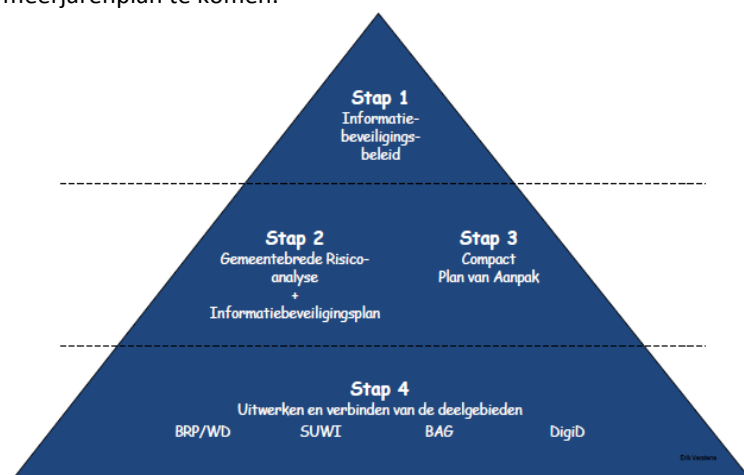 meerjarenplan te komen.
Stap 1
Informatie-
beveiligings-
beleid
Stap 2
Gemeentebrede Risico-
analyse
+
Informatiebeveiligingsplan
Stap 3
Compact
Plan van Aanpak
Stap 4
Uitwerken en verbinden van de deelgebieden
BRP/WD SUWI BAG DigiD